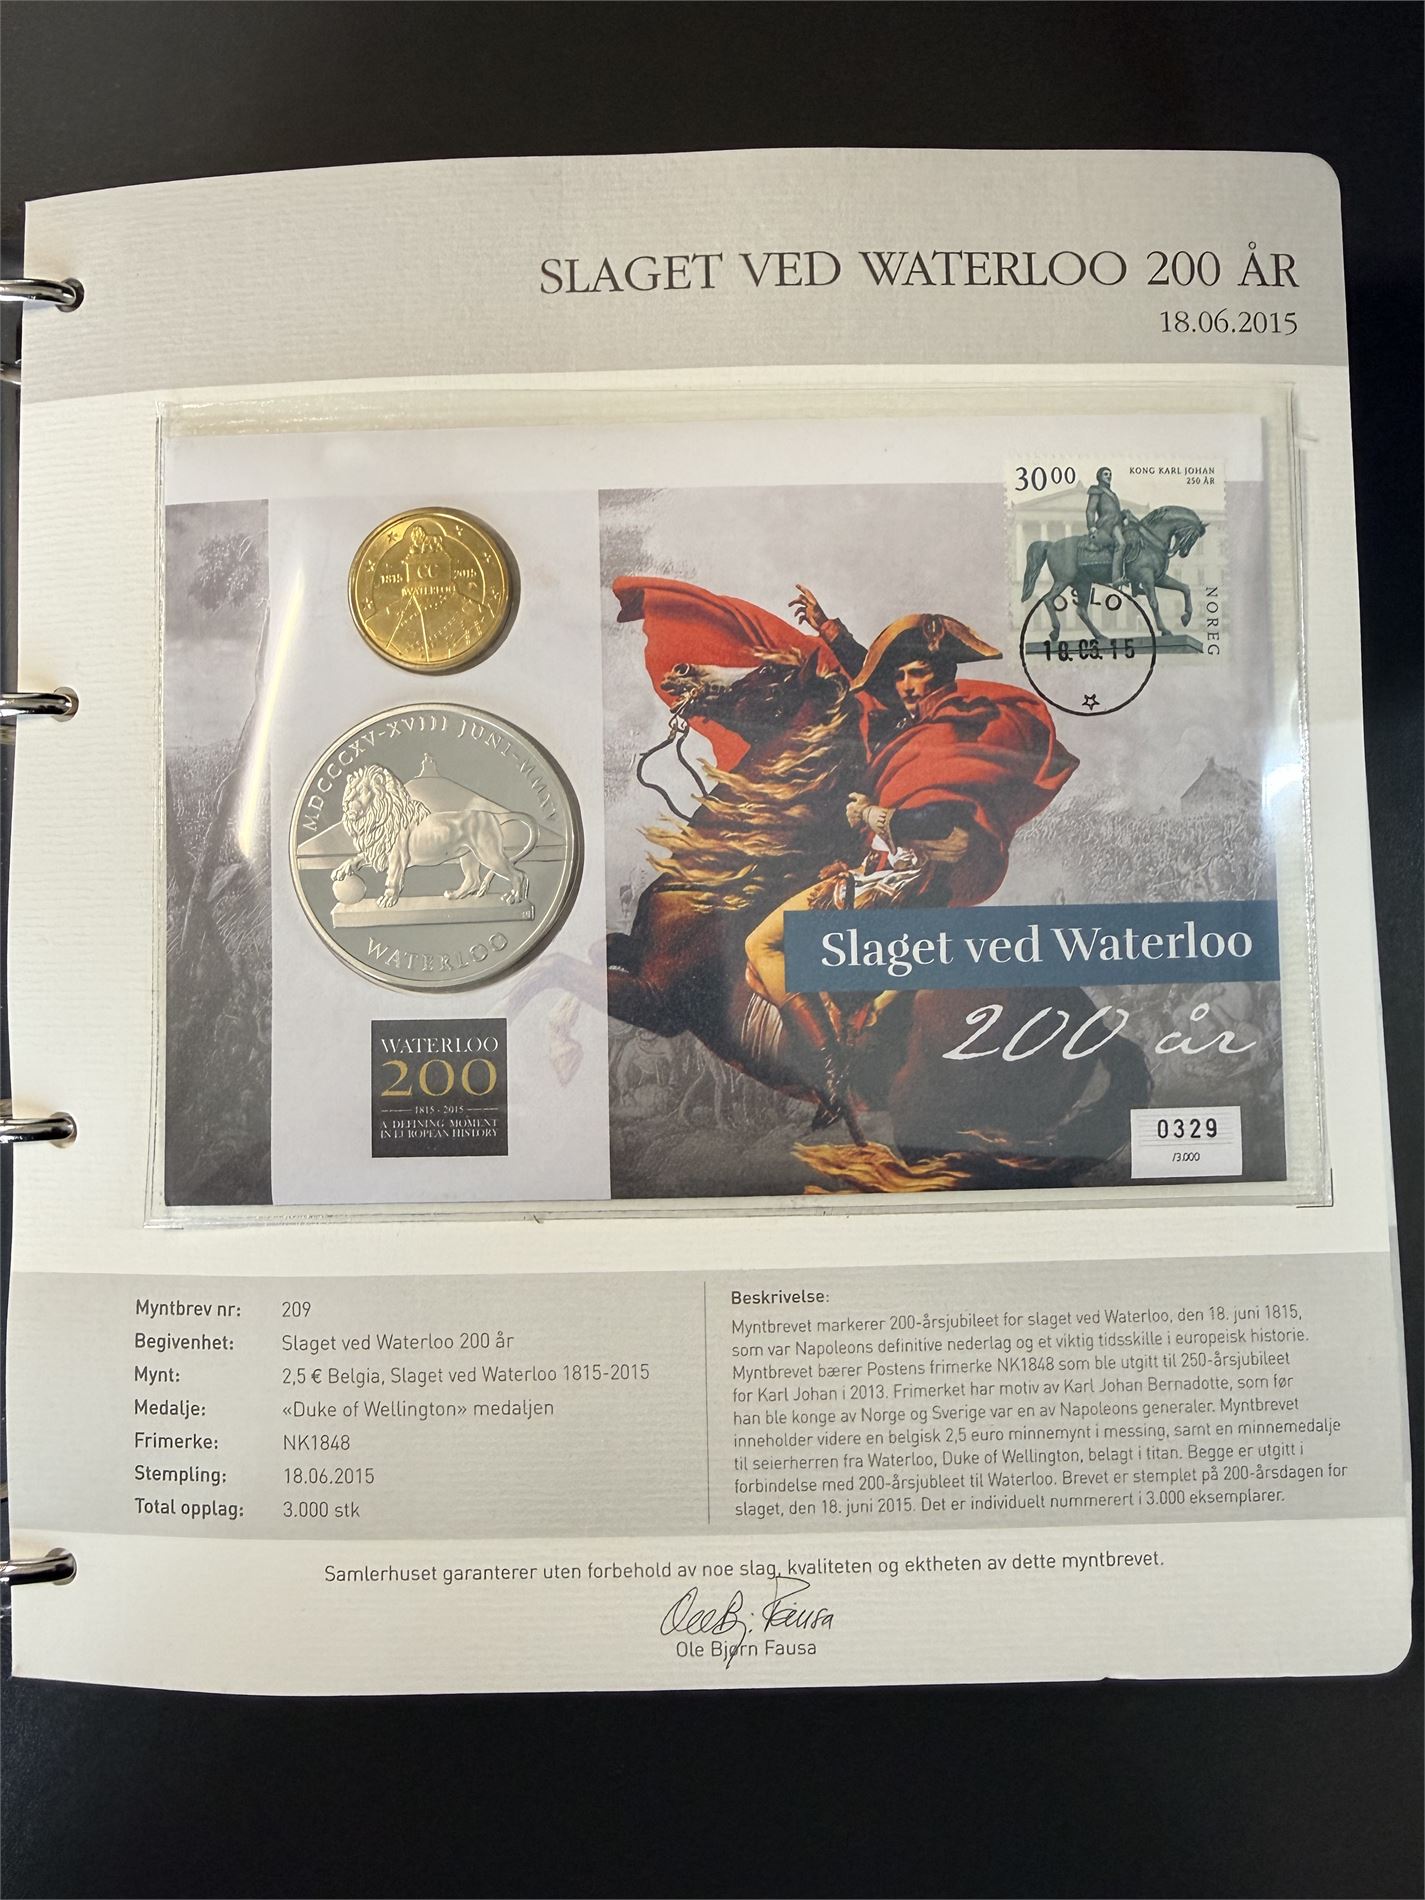 SLAGET VED WATERLOO 200 ÅR
18.06.2015
30 00
KONG KARL JOHAN
250 ÅR
NOREG
OSLO
18.06.15
1815 CC 2015
WATERLOO
MDCCCXV-XVIII JUNI-MMXV
WATERLOO
Slaget ved Waterloo
200 år
WATERLOO
200
1815 - 2015
A DEFINING MOMENT
IN EUROPEAN HISTORY
0329
/3.000
Myntbrev nr: 209
Begivenhet: Slaget ved Waterloo 200 år
Mynt: 2,5 € Belgia, Slaget ved Waterloo 1815-2015
Medalje: «Duke of Wellington» medaljen
Frimerke: NK1848
Stempling: 18.06.2015
Total opplag: 3.000 stk
Beskrivelse:
Myntbrevet markerer 200-årsjubileet for slaget ved Waterloo, den 18. juni 1815,
som var Napoleons definitive nederlag og et viktig tidsskille i europeisk historie.
Myntbrevet bærer Postens frimerke NK1848 som ble utgitt til 250-årsjubileet
for Karl Johan i 2013. Frimerket har motiv av Karl Johan Bernadotte, som før
han ble konge av Norge og Sverige var en av Napoleons generaler. Myntbrevet
inneholder videre en belgisk 2,5 euro minnemynt i messing, samt en minnemedalje
til seierherren fra Waterloo, Duke of Wellington, belagt i titan. Begge er utgitt i
forbindelse med 200-årsjubleet til Waterloo. Brevet er stemplet på 200-årsdagen for
slaget, den 18. juni 2015. Det er individuelt nummerert i 3.000 eksemplarer.
Samlerhuset garanterer uten forbehold av noe slag, kvaliteten og ektheten av dette myntbrevet.
Ole Bj. Fausa
Ole Bjørn Fausa